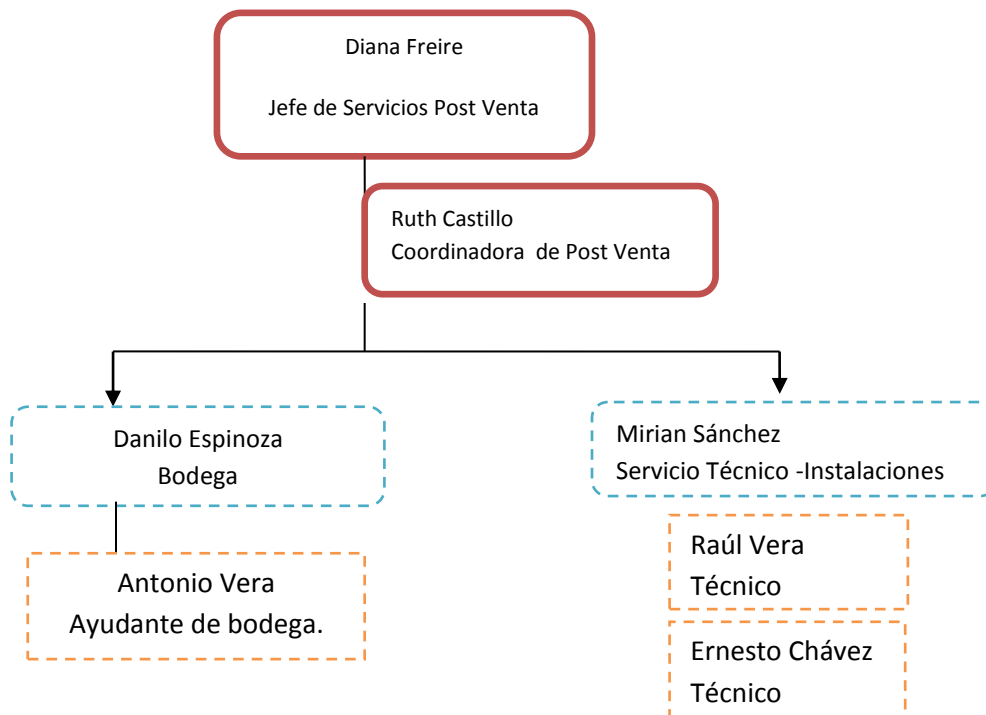 Diana Freire
Jefe de Servicios Post Venta
Ruth Castillo
Coordinadora de Post Venta
Danilo Espinoza
Bodega
Mirian Sánchez
Servicio Técnico -Instalaciones
Antonio Vera
Ayudante de bodega.
Raúl Vera
Técnico
Ernesto Chávez
Técnico